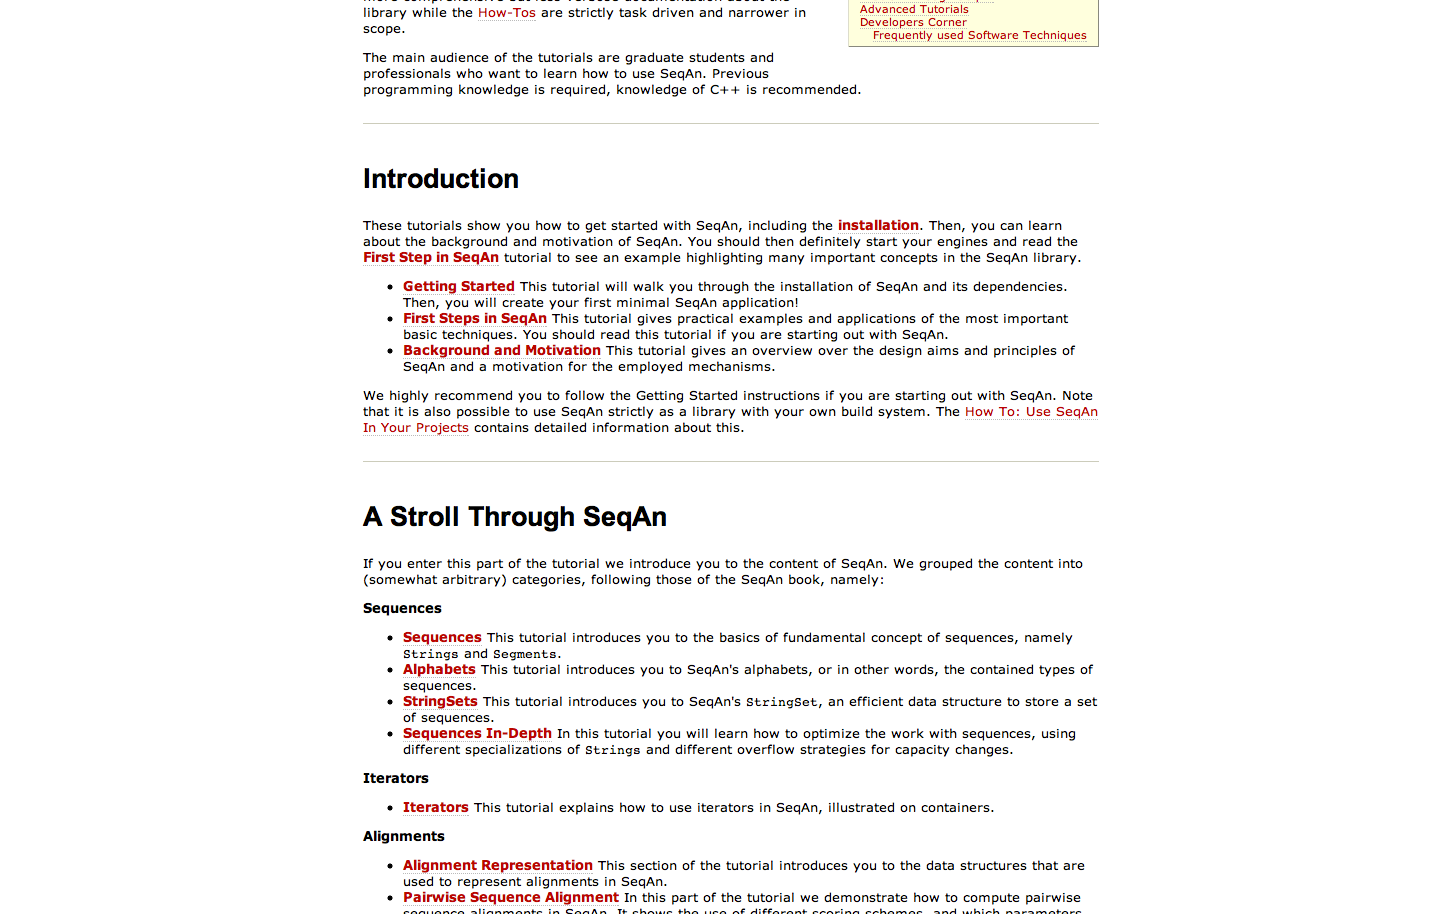 library while the How-Tos are strictly task driven and narrower in
scope.
Advanced Tutorials
Developers Corner
Frequently used Software Techniques
The main audience of the tutorials are graduate students and
professionals who want to learn how to use SeqAn. Previous
programming knowledge is required, knowledge of C++ is recommended.
Introduction
These tutorials show you how to get started with SeqAn, including the installation. Then, you can learn
about the background and motivation of SeqAn. You should then definitely start your engines and read the
First Step in SeqAn tutorial to see an example highlighting many important concepts in the SeqAn library.
• Getting Started This tutorial will walk you through the installation of SeqAn and its dependencies.
Then, you will create your first minimal SeqAn application!
• First Steps in SeqAn This tutorial gives practical examples and applications of the most important
basic techniques. You should read this tutorial if you are starting out with SeqAn.
• Background and Motivation This tutorial gives an overview over the design aims and principles of
SeqAn and a motivation for the employed mechanisms.
We highly recommend you to follow the Getting Started instructions if you are starting out with SeqAn. Note
that it is also possible to use SeqAn strictly as a library with your own build system. The How To: Use SeqAn
In Your Projects contains detailed information about this.
A Stroll Through SeqAn
If you enter this part of the tutorial we introduce you to the content of SeqAn. We grouped the content into
(somewhat arbitrary) categories, following those of the SeqAn book, namely:
Sequences
• Sequences This tutorial introduces you to the basics of fundamental concept of sequences, namely
Strings and Segments.
• Alphabets This tutorial introduces you to SeqAn's alphabets, or in other words, the contained types of
sequences.
• StringSets This tutorial introduces you to SeqAn's StringSet, an efficient data structure to store a set
of sequences.
• Sequences In-Depth In this tutorial you will learn how to optimize the work with sequences, using
different specializations of Strings and different overflow strategies for capacity changes.
Iterators
• Iterators This tutorial explains how to use iterators in SeqAn, illustrated on containers.
Alignments
• Alignment Representation This section of the tutorial introduces you to the data structures that are
used to represent alignments in SeqAn.
• Pairwise Sequence Alignment In this part of the tutorial we demonstrate how to compute pairwise
sequence alignments in SeqAn. It shows the use of different scoring schemes, and which parameters